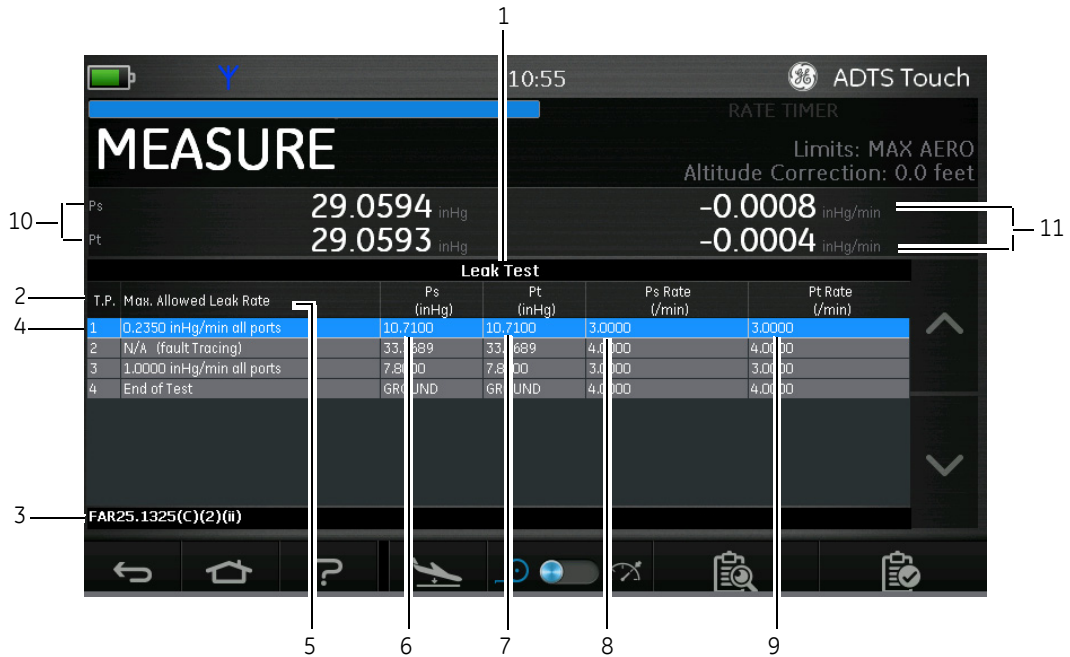 1
10:55
GE
ADTS Touch
RATE TIMER
MEASURE
Limits: MAX AERO
Altitude Correction: 0.0 feet
10
Ps 29.0594 inHg -0.0008 inHg/min
11
Pt 29.0593 inHg -0.0004 inHg/min
Leak Test
2
T.P. Max. Allowed Leak Rate Ps (inHg) Pt (inHg) Ps Rate (/min) Pt Rate (/min)
4
1 0.2350 inHg/min all ports 10.7100 10.7100 3.0000 3.0000
2 N/A (fault Tracing) 4.0000 4.0000
3 1.0000 inHg/min all ports 3.0000 3.0000
4 End of Test GROUND GROUND 4.0000 4.0000
3
FAR25.1325(C)(2)(ii)
?
5 6 7 8 9